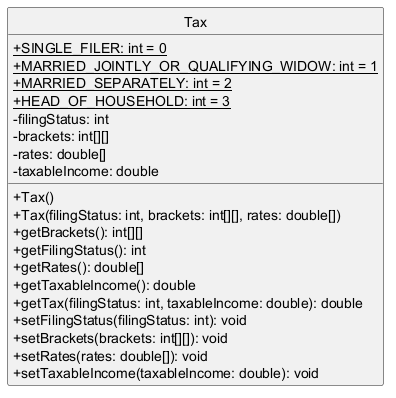 Tax
+SINGLE_FILER: int = 0
+MARRIED_JOINTLY_OR_QUALIFYING_WIDOW: int = 1
+MARRIED_SEPARATELY: int = 2
+HEAD_OF_HOUSEHOLD: int = 3
-filingStatus: int
-brackets: int[][]
-rates: double[]
-taxableIncome: double
+Tax()
+Tax(filingStatus: int, brackets: int[][], rates: double[])
+getBrackets(): int[][]
+getFilingStatus(): int
+getRates(): double[]
+getTaxableIncome(): double
+getTax(filingStatus: int, taxableIncome: double): double
+setFilingStatus(filingStatus: int): void
+setBrackets(brackets: int[][]): void
+setRates(rates: double[]): void
+setTaxableIncome(taxableIncome: double): void